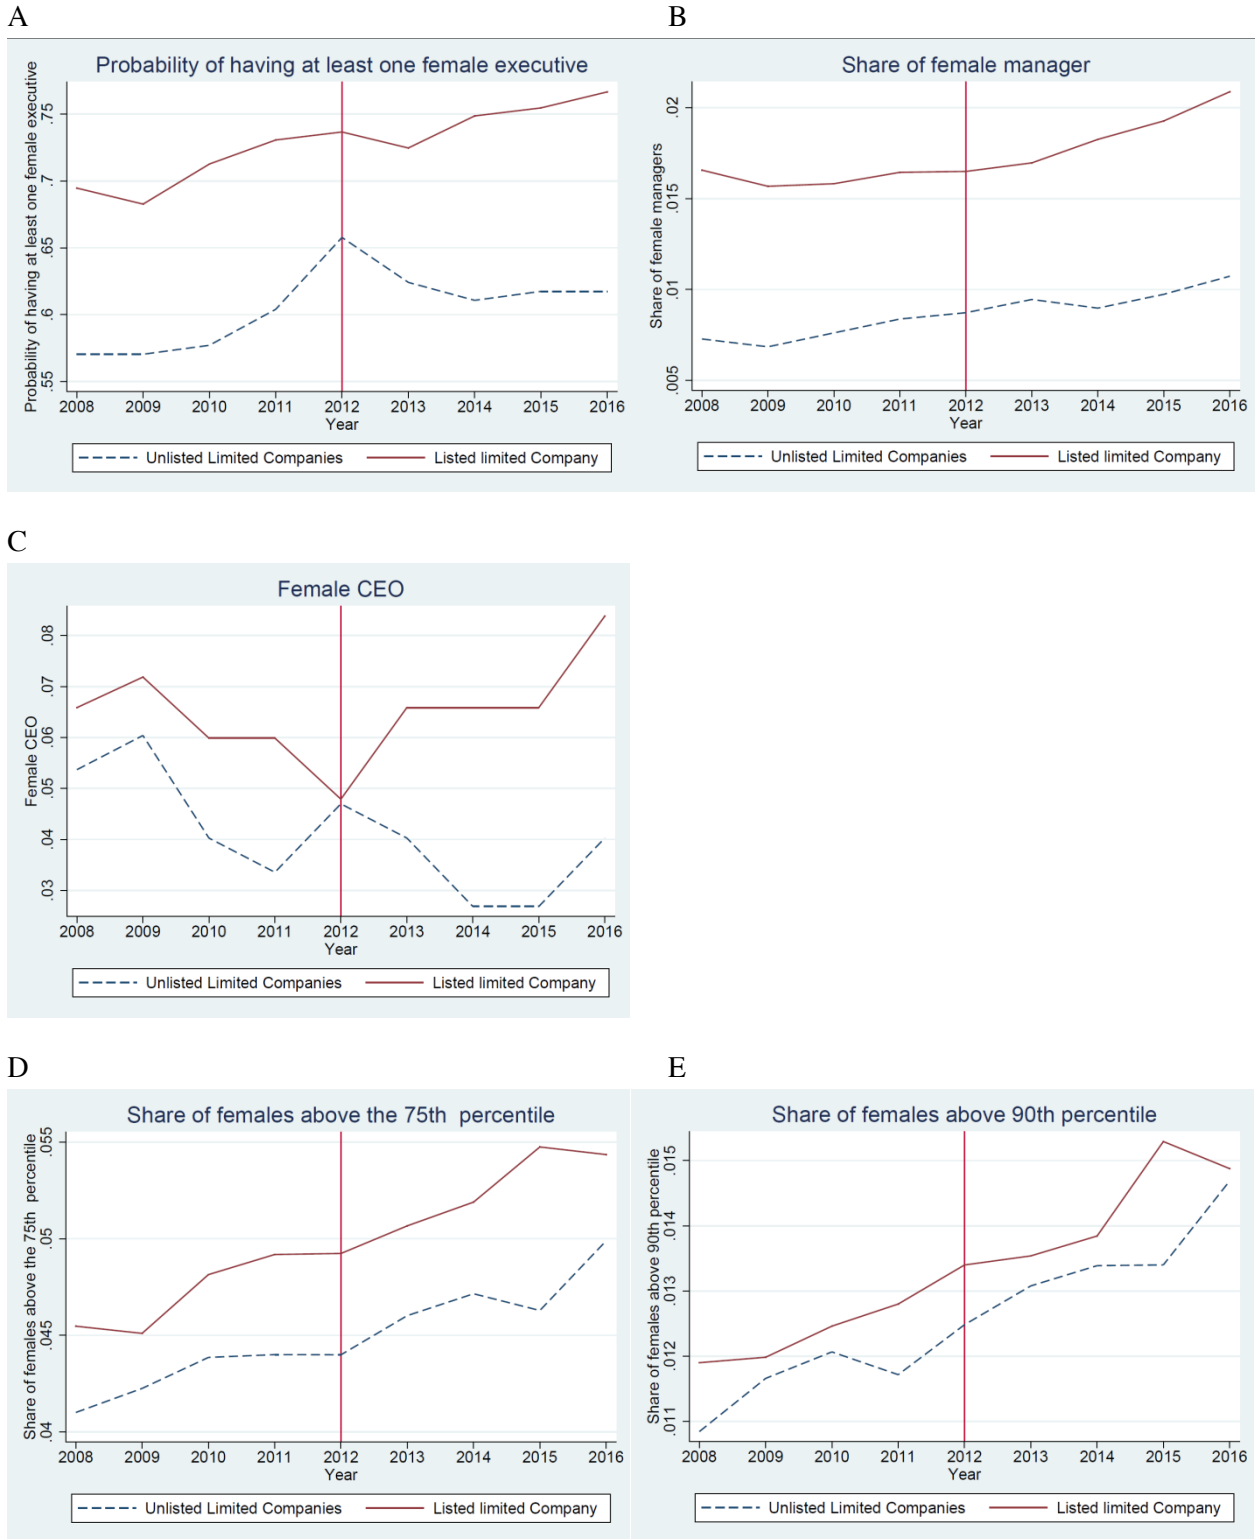 A
B
Probability of having at least one female executive
Probability of having at least one female executive
.75
.7
.65
.6
.55
2008 2009 2010 2011 2012 2013 2014 2015 2016
Year
Unlisted Limited Companies Listed limited Company
Share of female manager
Share of female managers
.02
.015
.01
.005
2008 2009 2010 2011 2012 2013 2014 2015 2016
Year
Unlisted Limited Companies Listed limited Company
C
Female CEO
Female CEO
.08
.07
.06
.05
.04
.03
2008 2009 2010 2011 2012 2013 2014 2015 2016
Year
Unlisted Limited Companies Listed limited Company
D
E
Share of females above the 75th percentile
Share of females above the 75th percentile
.055
.05
.045
.04
2008 2009 2010 2011 2012 2013 2014 2015 2016
Year
Unlisted Limited Companies Listed limited Company
Share of females above 90th percentile
Share of females above 90th percentile
.015
.014
.013
.012
.011
2008 2009 2010 2011 2012 2013 2014 2015 2016
Year
Unlisted Limited Companies Listed limited Company